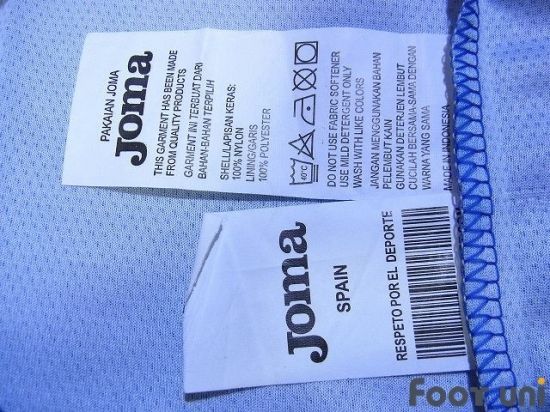 PAKAIAN JOMA
Joma
THIS GARMENT HAS BEEN MADE
FROM QUALITY PRODUCTS
GARMENT INI TERBUAT DARI
BAHAN-BAHAN TERPILIH
SHELL/LAPISAN KERAS:
100% NYLON
LINING/GARIS
100% POLYESTER
40°C
DO NOT USE FABRIC SOFTENER
USE MILD DETERGENT ONLY
WASH WITH LIKE COLORS
JANGAN MENGGUNAKAN BAHAN
PELEMBUT KAIN
GUNAKAN DETERJEN LEMBUT
CUCILAH BERSAMA-SAMA DENGAN
WARNA YANG SAMA
MADE IN INDONESIA
Joma
SPAIN
RESPETO POR EL DEPORTE
FOOT uni